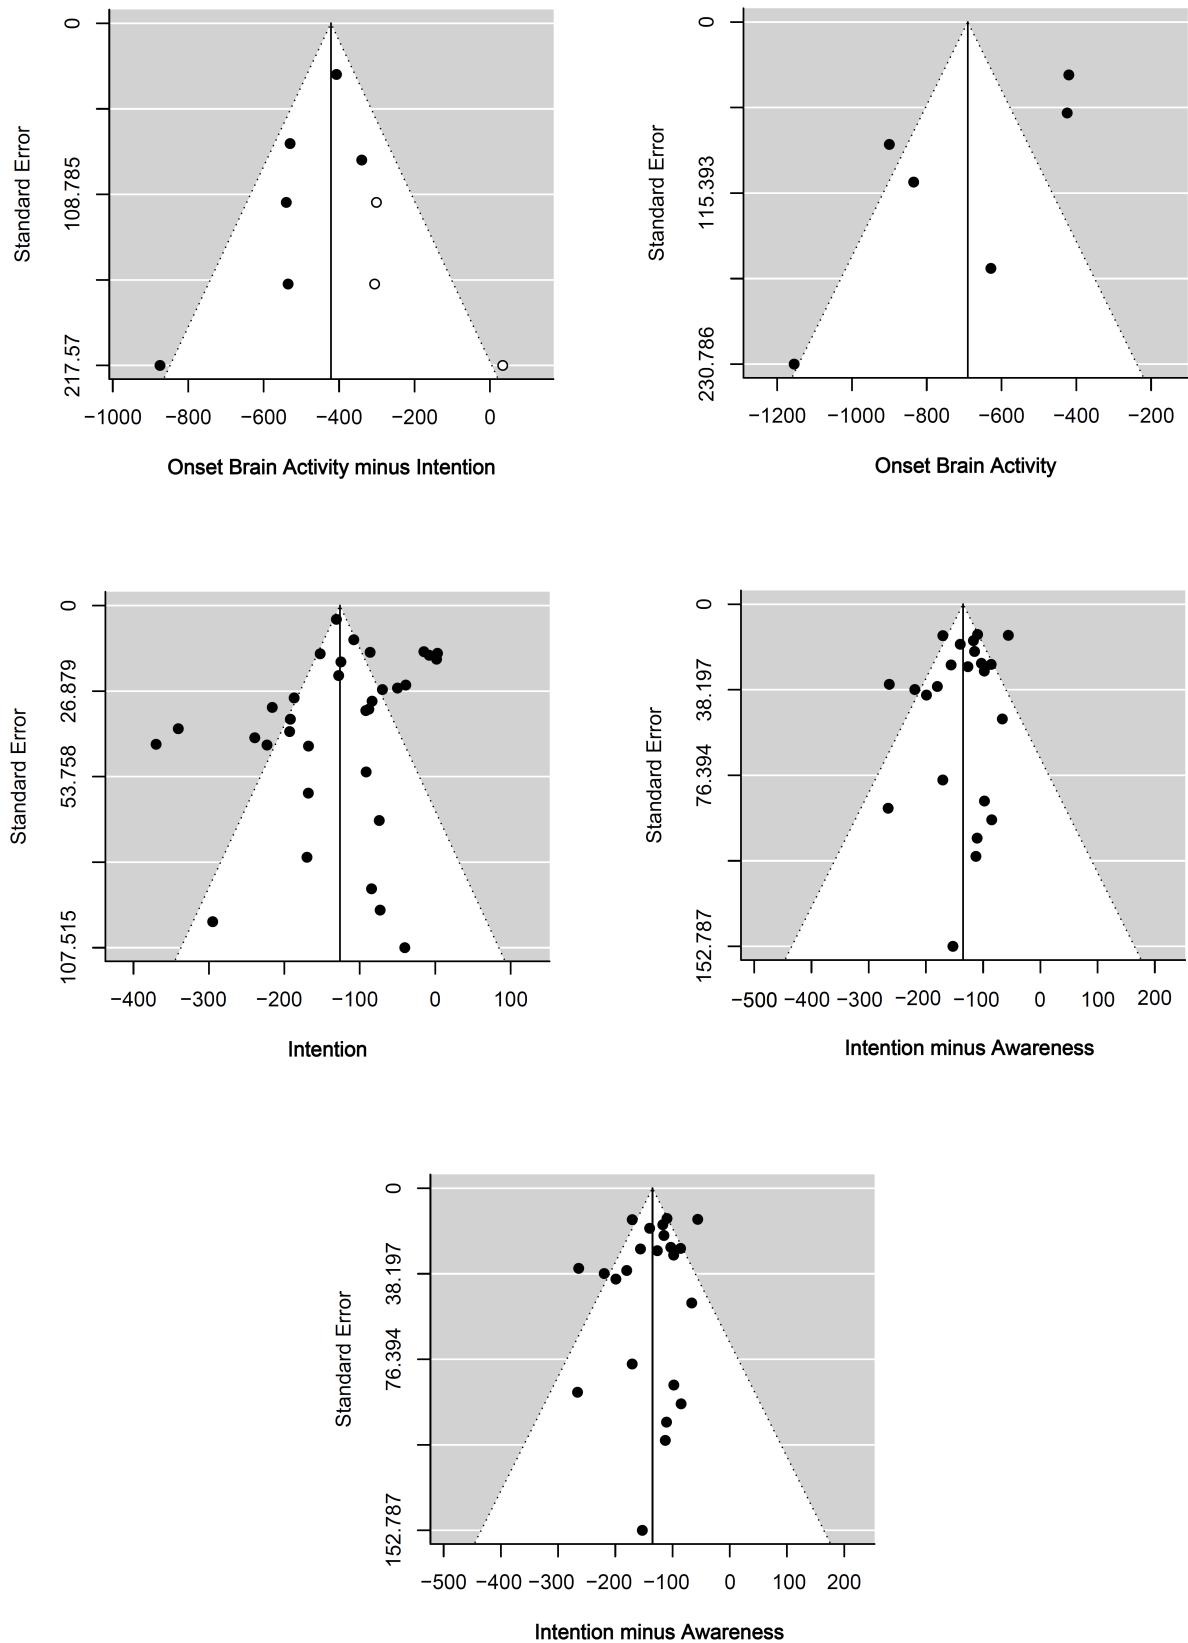 0
108.785
217.57
Standard Error
−1000 −800 −600 −400 −200 0
Onset Brain Activity minus Intention
0
115.393
230.786
Standard Error
−1200 −1000 −800 −600 −400 −200
Onset Brain Activity
0
26.879
53.758
107.515
Standard Error
−400 −300 −200 −100 0 100
Intention
0
38.197
76.394
152.787
Standard Error
−500 −400 −300 −200 −100 0 100 200
Intention minus Awareness
0
38.197
76.394
152.787
Standard Error
−500 −400 −300 −200 −100 0 100 200
Intention minus Awareness